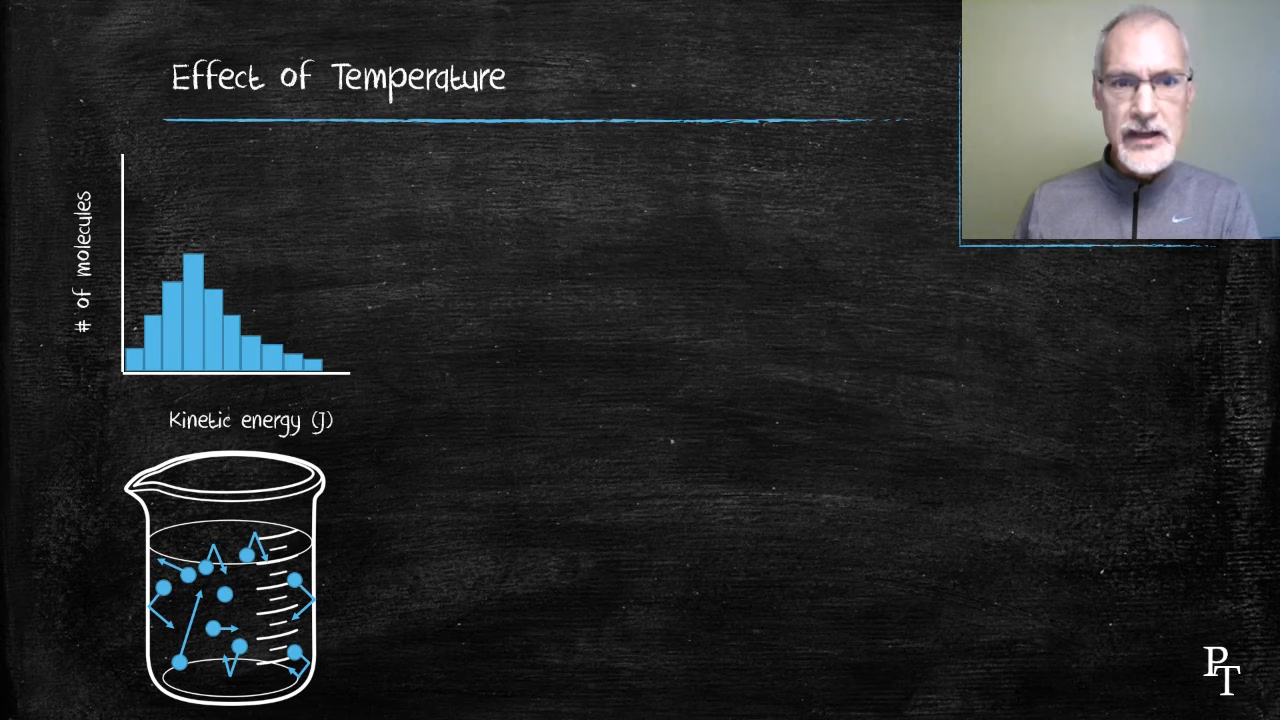 Effect of Temperature
# of molecules
Kinetic energy (J)
PT